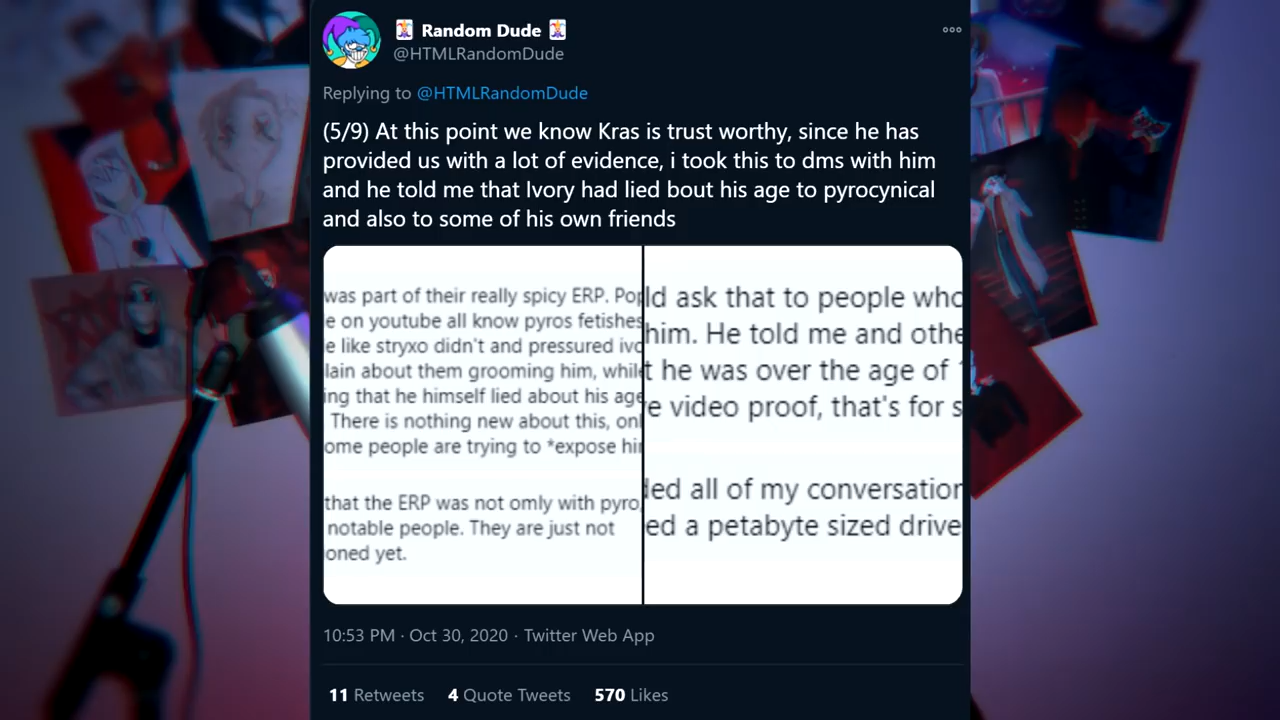 Random Dude
@HTMLRandomDude
Replying to @HTMLRandomDude
(5/9) At this point we know Kras is trust worthy, since he has
provided us with a lot of evidence, i took this to dms with him
and he told me that Ivory had lied bout his age to pyrocynical
and also to some of his own friends
was part of their really spicy ERP. Pop
e on youtube all know pyros fetishes
e like stryxo didn't and pressured ivo
lain about them grooming him, while
ing that he himself lied about his age
There is nothing new about this, onl
ome people are trying to *expose hi
that the ERP was not omly with pyro,
notable people. They are just not
oned yet.
ld ask that to people who
him. He told me and othe
t he was over the age of
e video proof, that's for s
ded all of my conversation
ed a petabyte sized drive
10:53 PM · Oct 30, 2020 · Twitter Web App
11 Retweets 4 Quote Tweets 570 Likes